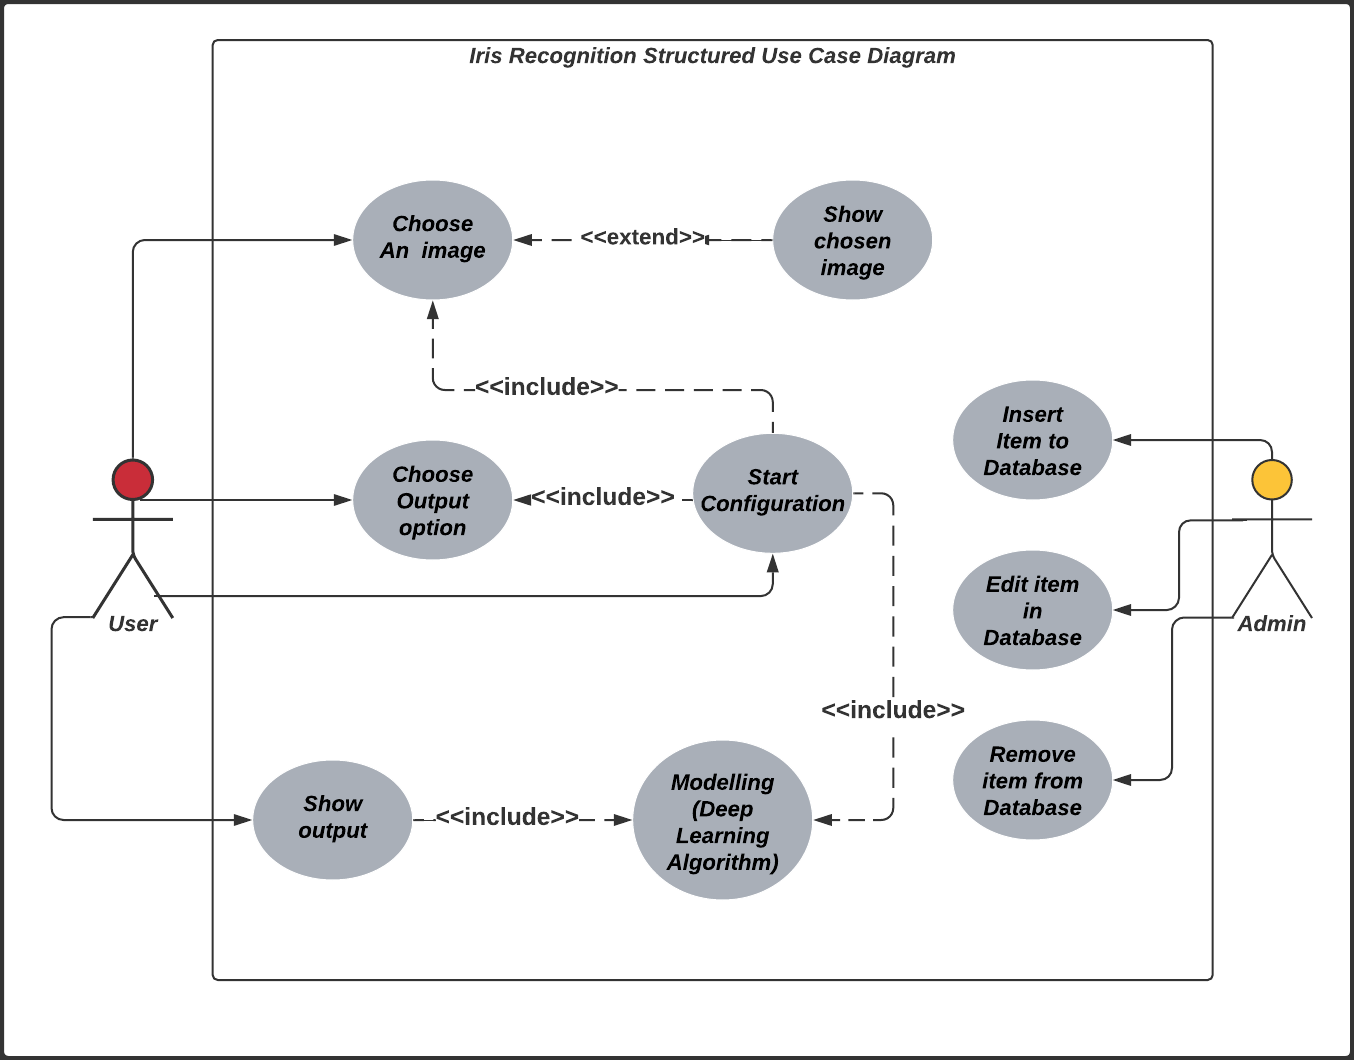 Iris Recognition Structured Use Case Diagram
Choose
An image
<<extend>>
Show
chosen
image
<<include>>
Choose
Output
option
<<include>>
Start
Configuration
Insert
Item to
Database
Edit item
in
Database
User
Admin
<<include>>
Remove
item from
Database
Show
output
<<include>>
Modelling
(Deep
Learning
Algorithm)